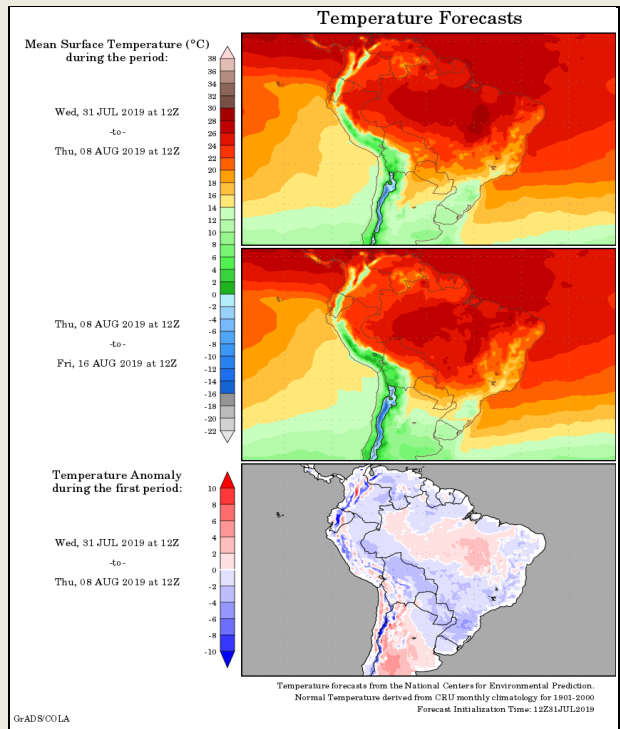 Temperature Forecasts
Mean Surface Temperature (°C)
during the period:
Wed, 31 JUL 2019 at 12Z
-to-
Thu, 08 AUG 2019 at 12Z
38
36
34
32
30
28
26
24
22
20
18
16
14
12
10
8
6
4
2
0
-2
-4
-6
-8
-10
-12
-14
-16
-18
-20
-22
Thu, 08 AUG 2019 at 12Z
-to-
Fri, 16 AUG 2019 at 12Z
Temperature Anomaly
during the first period:
Wed, 31 JUL 2019 at 12Z
-to-
Thu, 08 AUG 2019 at 12Z
10
8
6
4
2
0
-2
-4
-6
-8
-10
Temperature forecasts from the National Centers for Environmental Prediction.
Normal Temperature derived from CRU monthly climatology for 1901-2000
Forecast Initialization Time: 12Z31JUL2019
GrADS/COLA